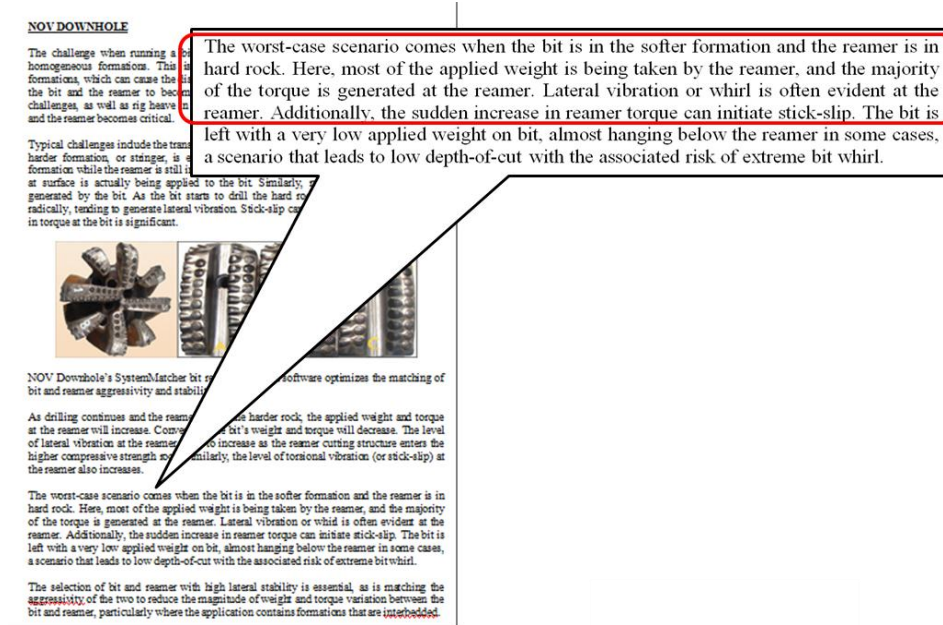 NOV DOWNHOLE
The challenge when running a bi
homogeneous formations. This is
formations, which can cause the
the bit and the reamer to becom
challenges, as well as rig heave in
and the reamer becomes critical.
Typical challenges include the trans
harder formation, or stinger, is e
formation while the reamer is still i
at surface is actually being applied to the bit. Similarly,
generated by the bit. As the bit starts to drill the hard ro
radically, tending to generate lateral vibration. Stick-slip ca
in torque at the bit is significant.
The worst-case scenario comes when the bit is in the softer formation and the reamer is in
hard rock. Here, most of the applied weight is being taken by the reamer, and the majority
of the torque is generated at the reamer. Lateral vibration or whirl is often evident at the
reamer. Additionally, the sudden increase in reamer torque can initiate stick-slip. The bit is
left with a very low applied weight on bit, almost hanging below the reamer in some cases,
a scenario that leads to low depth-of-cut with the associated risk of extreme bit whirl.
NOV Downhole's SystemMatcher bit re software optimizes the matching of
bit and reamer aggressivity and stabili
As drilling continues and the reame harder rock, the applied weight and torque
at the reamer will increase. Conve bit's weight and torque will decrease. The level
of lateral vibration at the reamer to increase as the reamer cutting structure enters the
higher compressive strength milarly, the level of torsional vibration (or stick-slip) at
the reamer also increases.
The worst-case scenario comes when the bit is in the softer formation and the reamer is in
hard rock. Here, most of the applied weight is being taken by the reamer, and the majority
of the torque is generated at the reamer. Lateral vibration or whirl is often evident at the
reamer. Additionally, the sudden increase in reamer torque can initiate stick-slip. The bit is
left with a very low applied weight on bit, almost hanging below the reamer in some cases,
a scenario that leads to low depth-of-cut with the associated risk of extreme bit whirl.
The selection of bit and reamer with high lateral stability is essential, as is matching the
aggressivity of the two to reduce the magnitude of weight and torque variation between the
bit and reamer, particularly where the application contains formations that are interbedded.